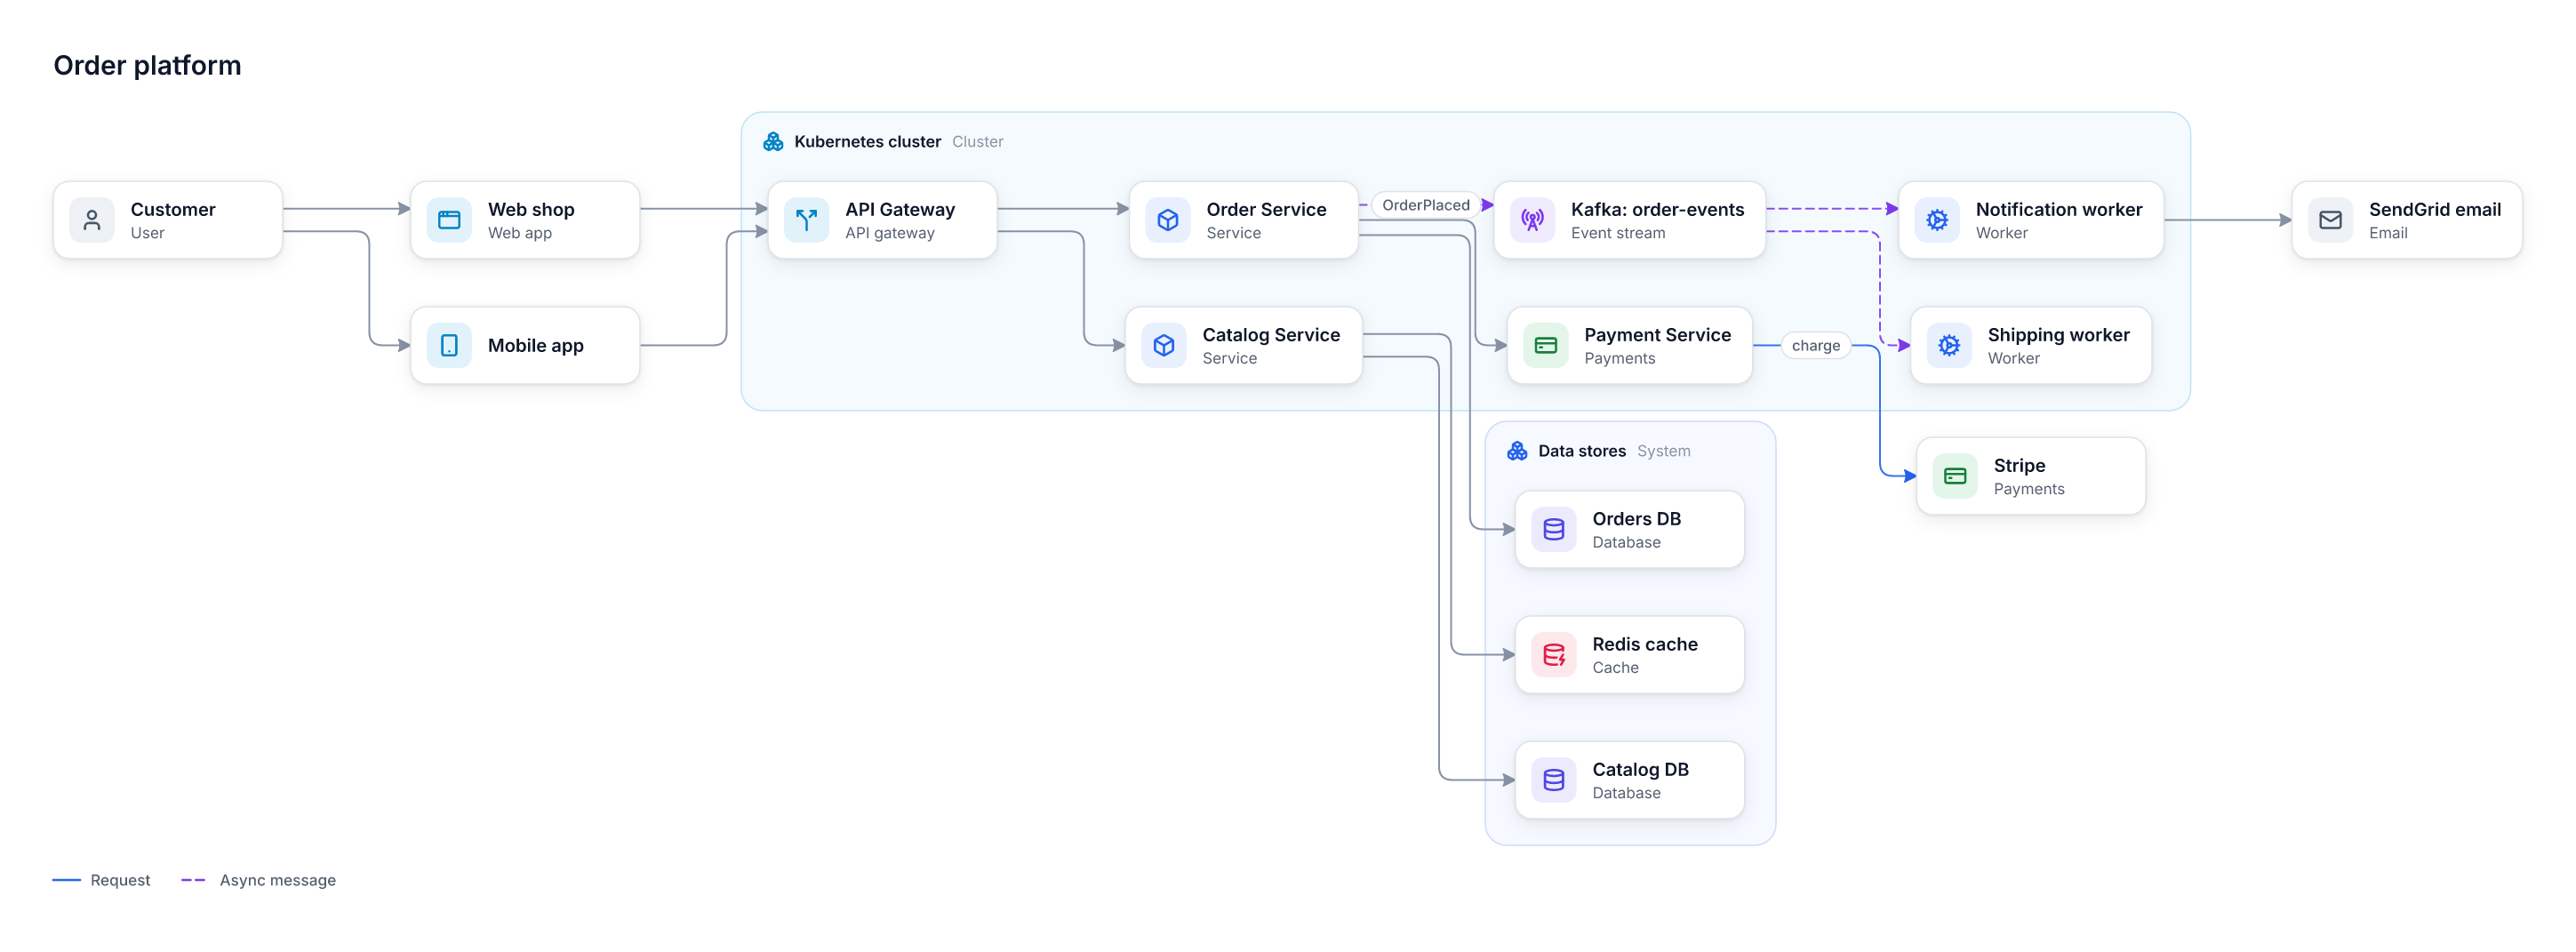 Order platform
Kubernetes cluster Cluster
Customer
User
Web shop
Web app
API Gateway
API gateway
Order Service
Service
OrderPlaced
Kafka: order-events
Event stream
Notification worker
Worker
SendGrid email
Email
Mobile app
Catalog Service
Service
Payment Service
Payments
charge
Shipping worker
Worker
Data stores System
Stripe
Payments
Orders DB
Database
Redis cache
Cache
Catalog DB
Database
Request
Async message